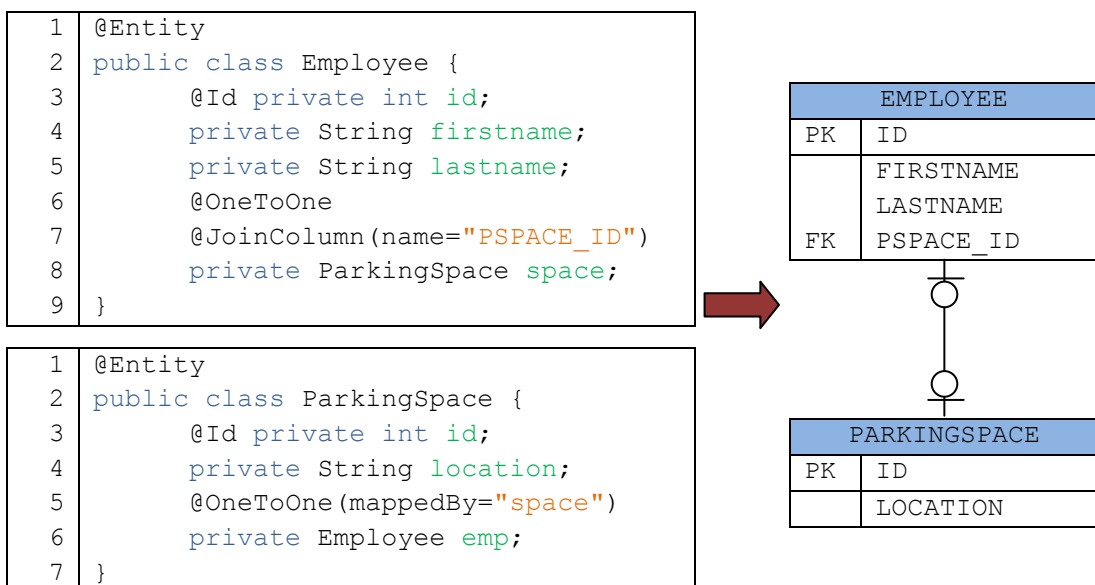 1 @Entity
2 public class Employee {
3 @Id private int id;
4 private String firstname;
5 private String lastname;
6 @OneToOne
7 @JoinColumn(name="PSPACE_ID")
8 private ParkingSpace space;
9 }
1 @Entity
2 public class ParkingSpace {
3 @Id private int id;
4 private String location;
5 @OneToOne(mappedBy="space")
6 private Employee emp;
7 }
EMPLOYEE
PK ID
FIRSTNAME
LASTNAME
FK PSPACE_ID
PARKINGSPACE
PK ID
LOCATION